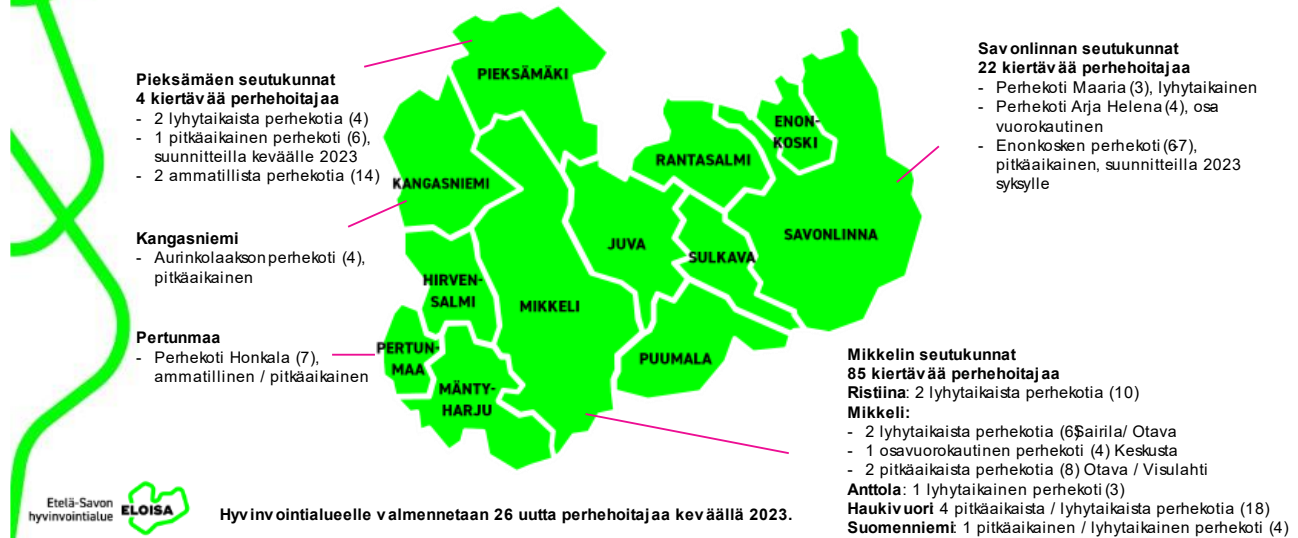 Pieksämäen seutukunnat
4 kiertävää perhehoitajaa
- 2 lyhytaikaista perhekotia (4)
- 1 pitkäaikainen perhekoti (6),
suunnitteilla keväälle 2023
- 2 ammatillista perhekotia (14)
Kangasniemi
- Aurinkolaakson perhekoti (4),
pitkäaikainen
Pertunmaa
- Perhekoti Honkala (7),
ammatillinen / pitkäaikainen
PIEKSÄMÄKI
KANGASNIEMI
HIRVEN-
SALMI
PERTUN-
MAA
MÄNTY-
HARJU
MIKKELI
JUVA
RANTASALMI
ENON-
KOSKI
SULKAVA
SAVONLINNA
PUUMALA
Savonlinnan seutukunnat
22 kiertävää perhehoitajaa
- Perhekoti Maaria (3), lyhytaikainen
- Perhekoti Arja Helena (4), osa
vuorokautinen
- Enonkosken perhekoti (6-7),
pitkäaikainen, suunnitteilla 2023
syksylle
Mikkelin seutukunnat
85 kiertävää perhehoitajaa
Ristiina: 2 lyhytaikaista perhekotia (10)
Mikkeli:
- 2 lyhytaikaista perhekotia (6) Sairila/ Otava
- 1 osavuorokautinen perhekoti (4) Keskusta
- 2 pitkäaikaista perhekotia (8) Otava / Visulahti
Anttola: 1 lyhytaikainen perhekoti (3)
Haukivuori: 4 pitkäaikaista / lyhytaikaista perhekotia (18)
Suomenniemi: 1 pitkäaikainen / lyhytaikainen perhekoti (4)
Etelä-Savon
hyvinvointialue
ELOISA
Hyvinvointialueelle valmennetaan 26 uutta perhehoitajaa keväällä 2023.